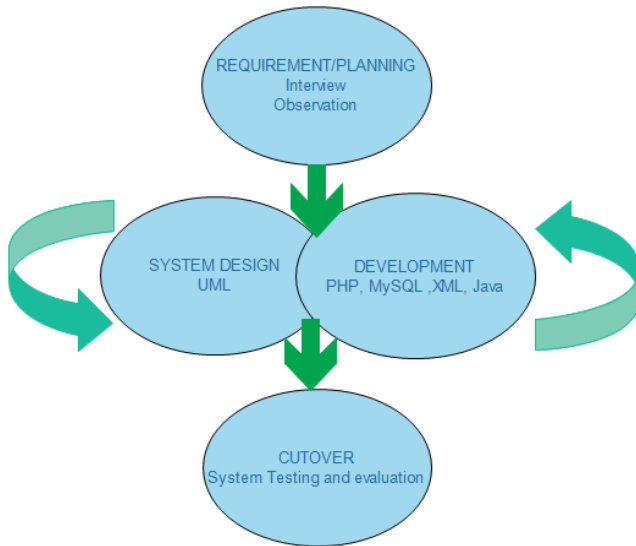 REQUIREMENT/PLANNING
Interview
Observation
SYSTEM DESIGN
UML
DEVELOPMENT
PHP, MySQL ,XML, Java
CUTOVER
System Testing and evaluation